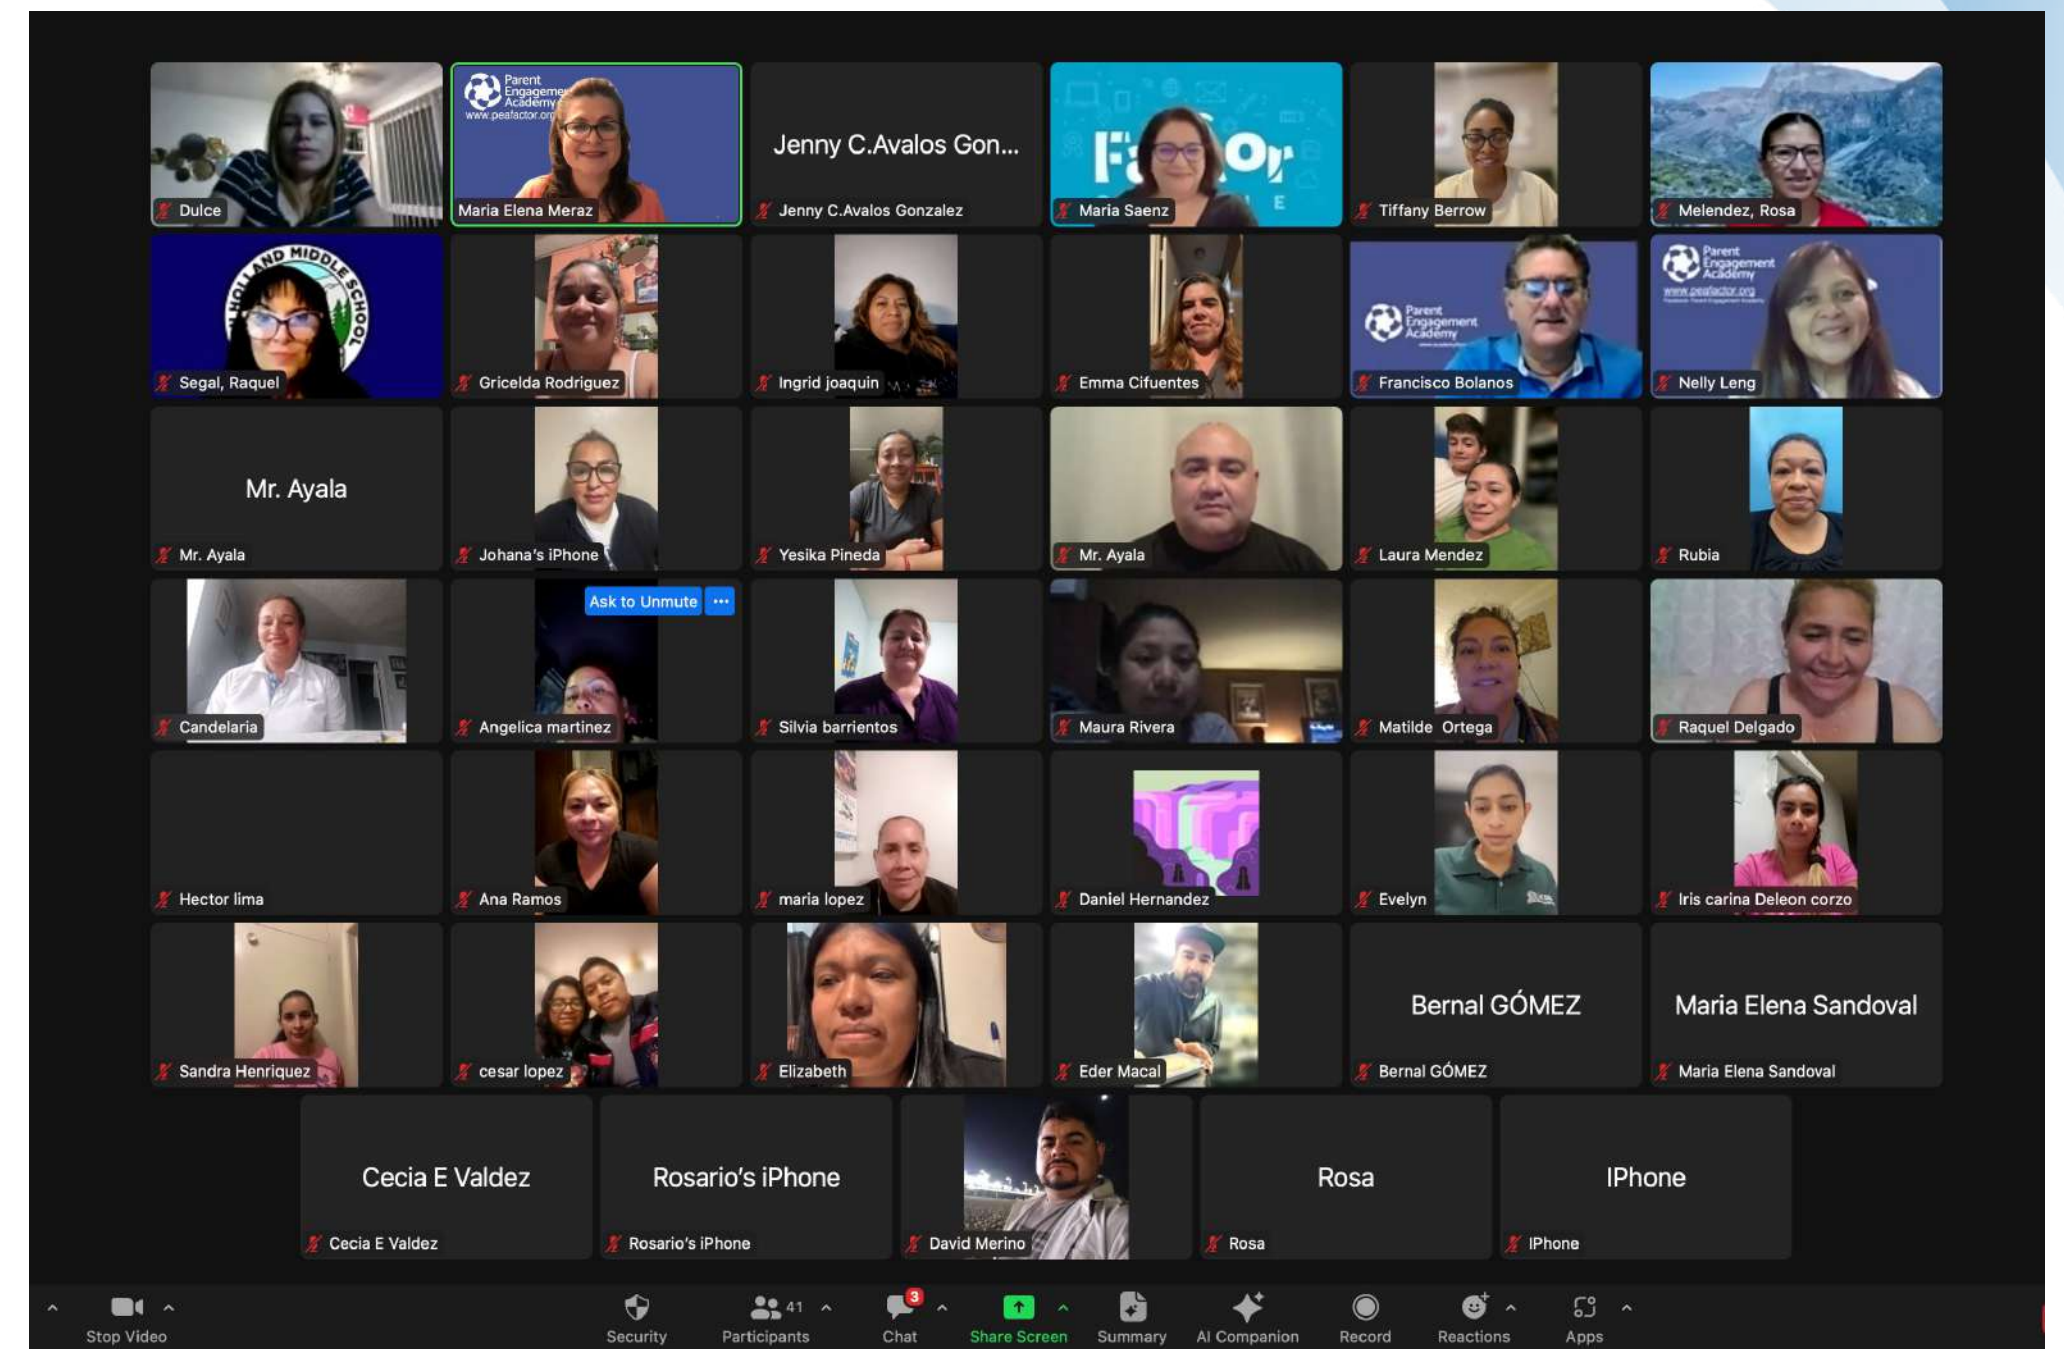 Dulce
Parent
Engagement
Academy
www.peafactor.org
Maria Elena Meraz
Jenny C.Avalos Gon...
Jenny C.Avalos Gonzalez
Maria Saenz
Tiffany Berrow
Melendez, Rosa
HOLLAND MIDDLE SCHOOL
Segal, Raquel
Gricelda Rodriguez
Ingrid joaquin
Emma Cifuentes
Parent
Engagement
Academy
Francisco Bolanos
Parent
Engagement
Academy
www.peafactor.org
Nelly Leng
Mr. Ayala
Mr. Ayala
Johana's iPhone
Yesika Pineda
Mr. Ayala
Laura Mendez
Rubia
Candelaria
Ask to Unmute ...
Angelica martinez
Silvia barrientos
Maura Rivera
Matilde Ortega
Raquel Delgado
Hector lima
Ana Ramos
maria lopez
Daniel Hernandez
Evelyn
Iris carina Deleon corzo
Sandra Henriquez
cesar lopez
Elizabeth
Eder Macal
Bernal GÓMEZ
Bernal GÓMEZ
Maria Elena Sandoval
Maria Elena Sandoval
Cecia E Valdez
Cecia E Valdez
Rosario's iPhone
Rosario's iPhone
David Merino
Rosa
Rosa
IPhone
IPhone
Stop Video
Security
41
Participants
3
Chat
Share Screen
Summary
AI Companion
Record
Reactions
Apps